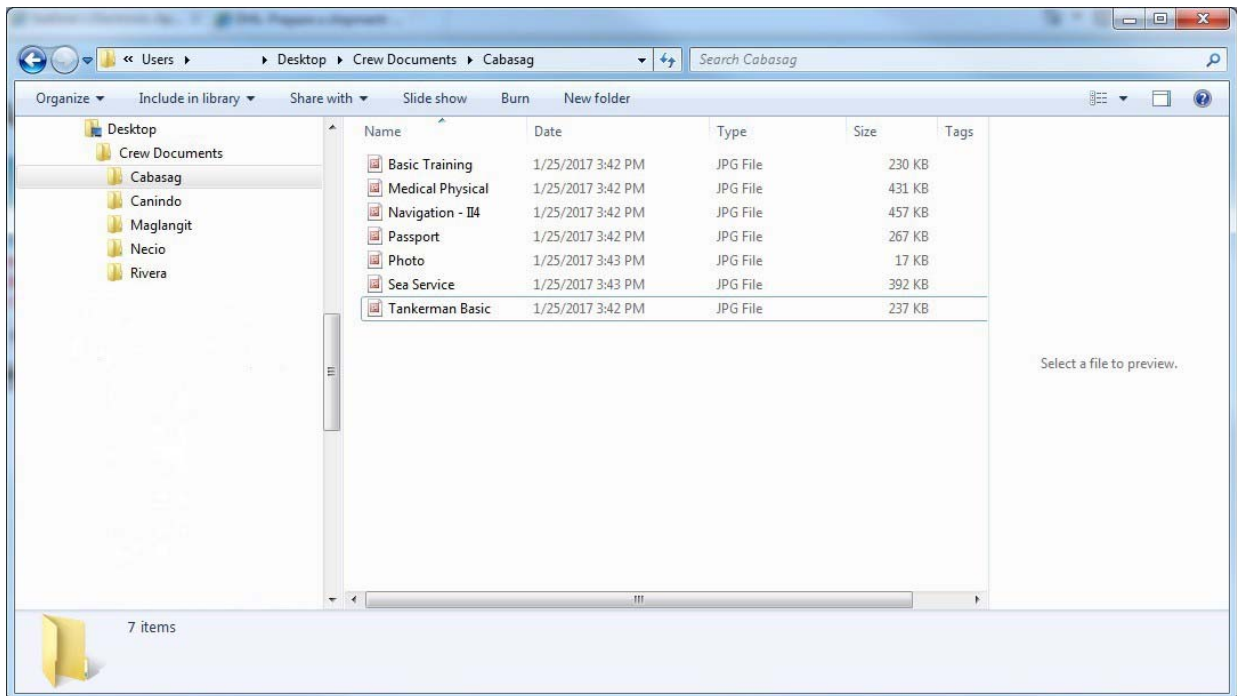 « Users ▸ ▸ Desktop ▸ Crew Documents ▸ Cabasag Search Cabasag
Organize Include in library Share with Slide show Burn New folder
Desktop
Crew Documents
Cabasag
Canindo
Maglangit
Necio
Rivera
Name Date Type Size Tags
Basic Training 1/25/2017 3:42 PM JPG File 230 KB
Medical Physical 1/25/2017 3:42 PM JPG File 431 KB
Navigation - II4 1/25/2017 3:42 PM JPG File 457 KB
Passport 1/25/2017 3:42 PM JPG File 267 KB
Photo 1/25/2017 3:43 PM JPG File 17 KB
Sea Service 1/25/2017 3:43 PM JPG File 392 KB
Tankerman Basic 1/25/2017 3:42 PM JPG File 237 KB
Select a file to preview.
7 items